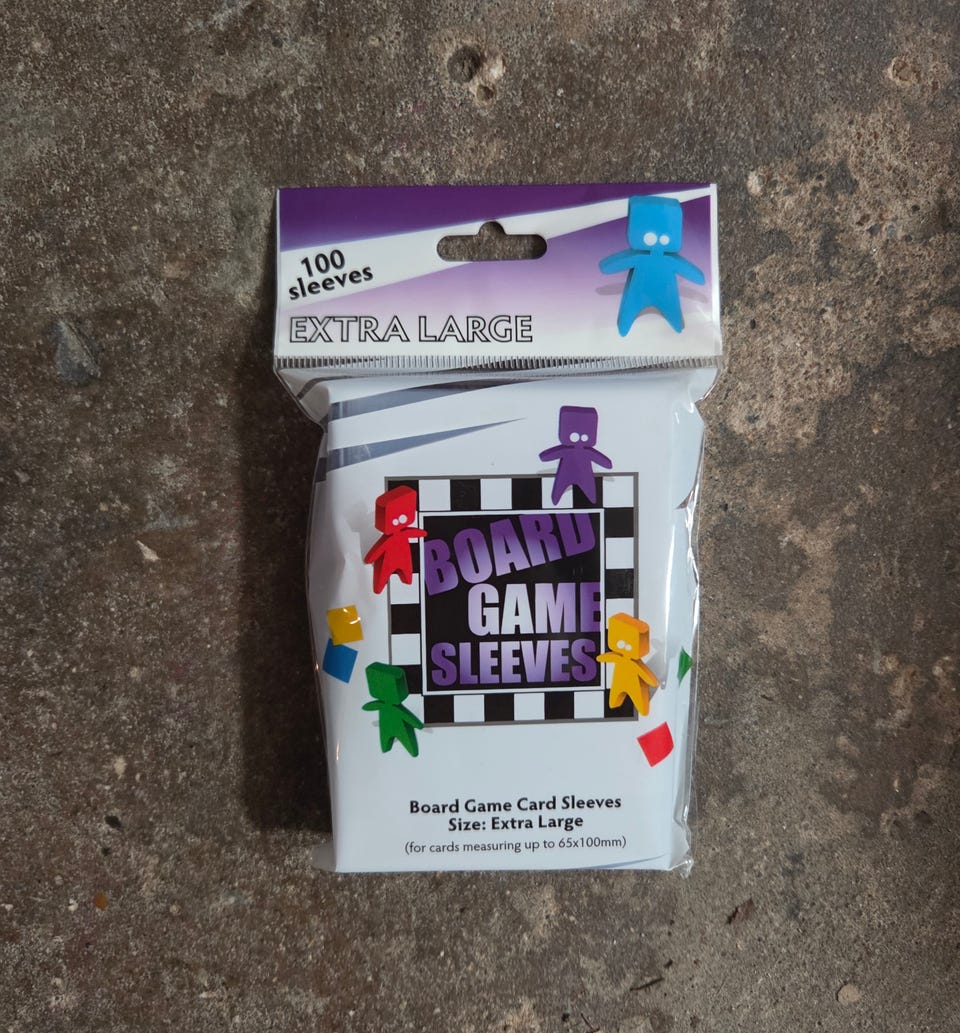 100
sleeves
EXTRA LARGE
BOARD
GAME
SLEEVES
Board Game Card Sleeves
Size: Extra Large
(for cards measuring up to 65x100mm)